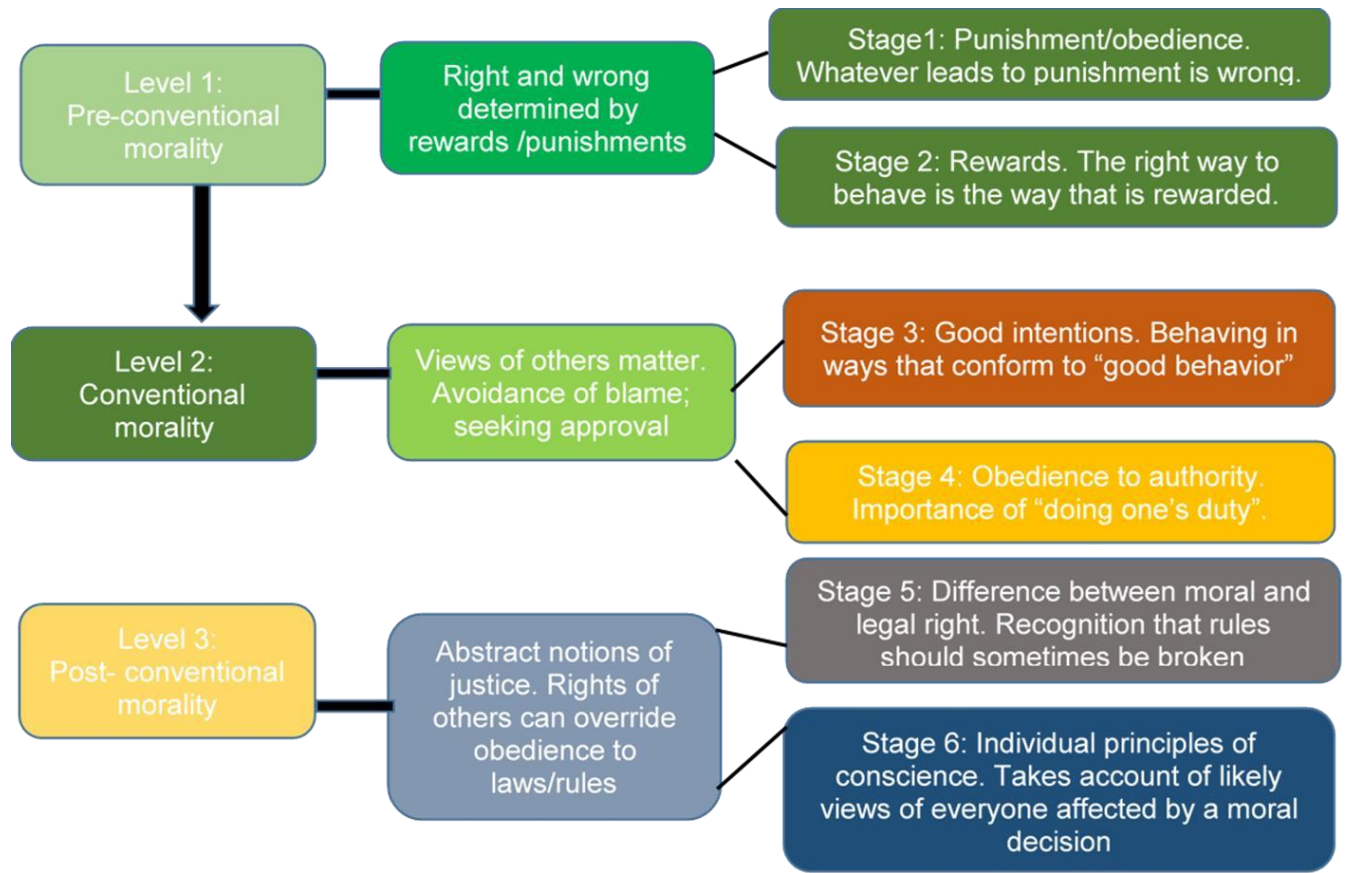 Level 1:
Pre-conventional
morality
Right and wrong
determined by
rewards /punishments
Stage1: Punishment/obedience.
Whatever leads to punishment is wrong.
Stage 2: Rewards. The right way to
behave is the way that is rewarded.
Level 2:
Conventional
morality
Views of others matter.
Avoidance of blame;
seeking approval
Stage 3: Good intentions. Behaving in
ways that conform to “good behavior”
Stage 4: Obedience to authority.
Importance of “doing one’s duty”.
Level 3:
Post- conventional
morality
Abstract notions of
justice. Rights of
others can override
obedience to
laws/rules
Stage 5: Difference between moral and
legal right. Recognition that rules
should sometimes be broken
Stage 6: Individual principles of
conscience. Takes account of likely
views of everyone affected by a moral
decision